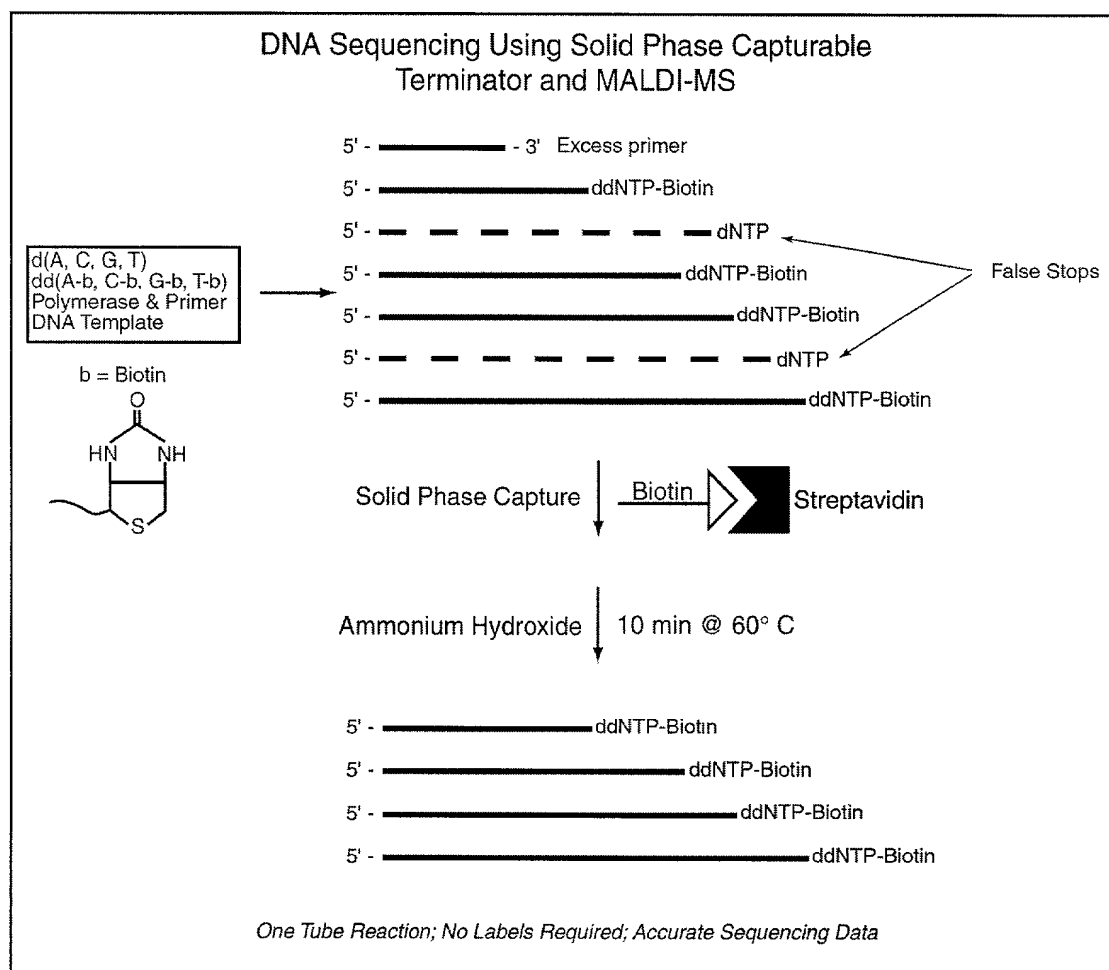 DNA Sequencing Using Solid Phase Capturable
Terminator and MALDI-MS
5' - - 3' Excess primer
5' - ddNTP-Biotin
5' - dNTP
5' - ddNTP-Biotin
False Stops
5' - ddNTP-Biotin
5' - dNTP
5' - ddNTP-Biotin
d(A, C, G, T)
dd(A-b, C-b, G-b, T-b)
Polymerase & Primer
DNA Template
b = Biotin
O
HN NH
S
Solid Phase Capture Biotin Streptavidin
Ammonium Hydroxide 10 min @ 60° C
5' - ddNTP-Biotin
5' - ddNTP-Biotin
5' - ddNTP-Biotin
5' - ddNTP-Biotin
One Tube Reaction; No Labels Required; Accurate Sequencing Data